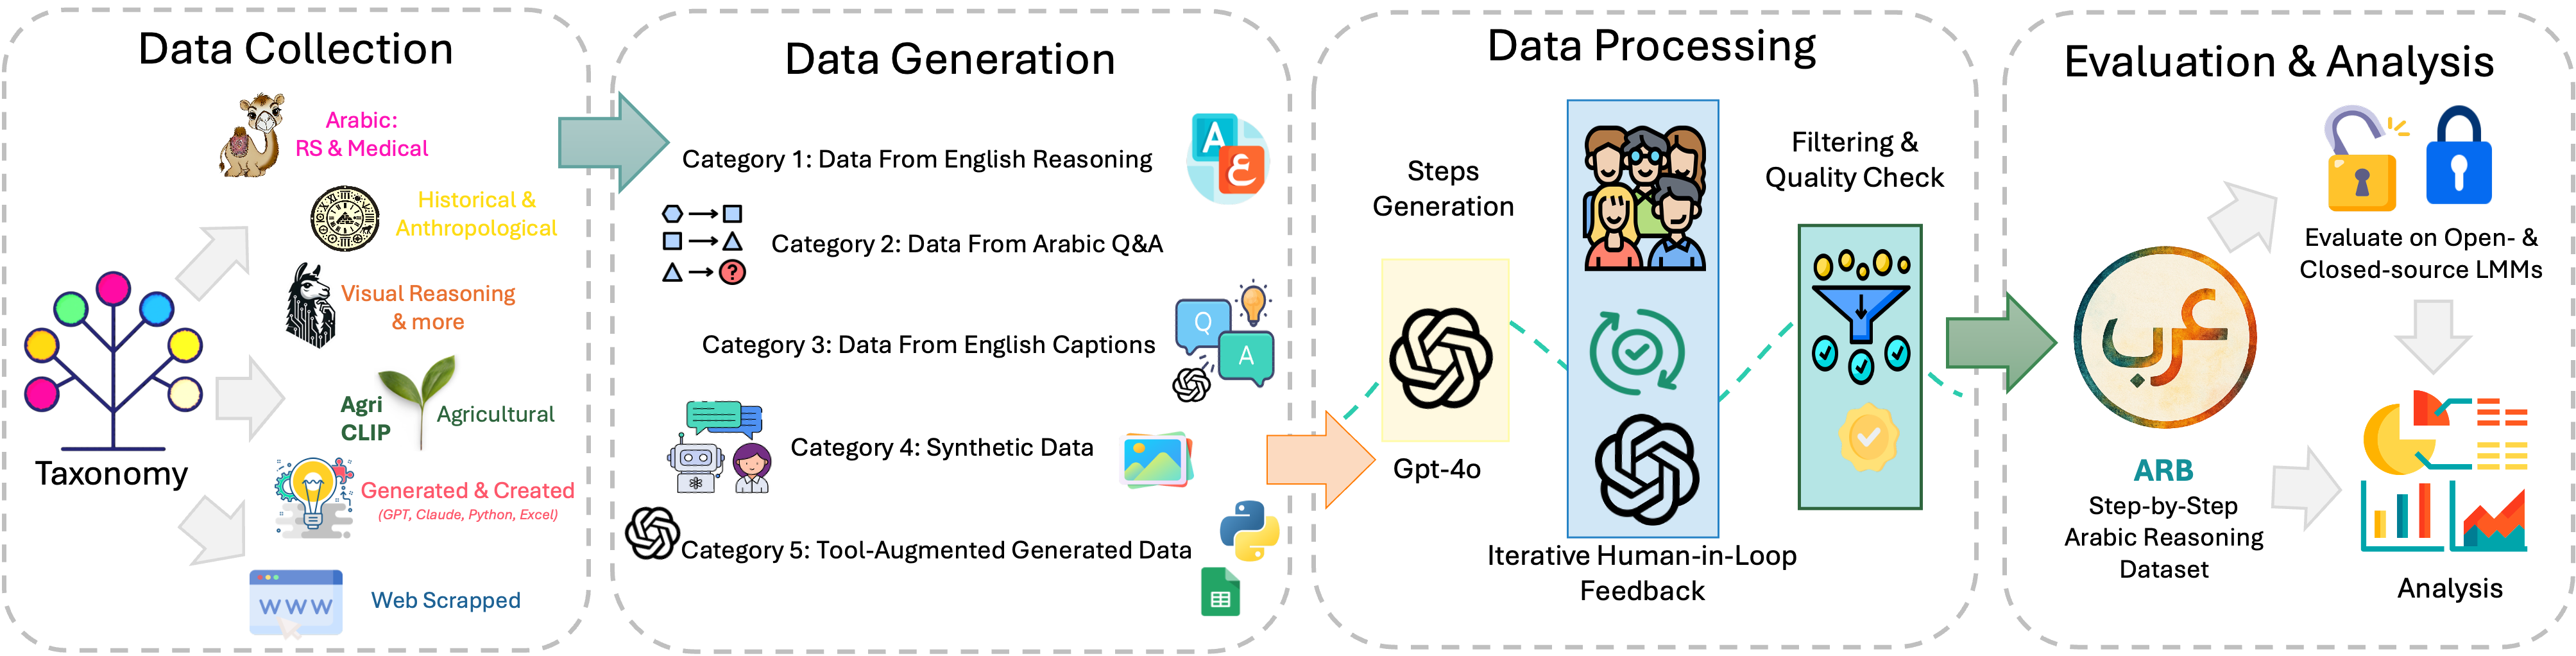 Data Collection
Arabic:
RS & Medical
Historical &
Anthropological
Visual Reasoning
& more
Agri
CLIP
Agricultural
Generated & Created
(GPT, Claude, Python, Excel)
WWW
Web Scrapped
Taxonomy
Data Generation
Category 1: Data From English Reasoning
A
ع
Category 2: Data From Arabic Q&A
?
Category 3: Data From English Captions
Q
A
Category 4: Synthetic Data
Category 5: Tool-Augmented Generated Data
Data Processing
Steps
Generation
Gpt-4o
Iterative Human-in-Loop
Feedback
Filtering &
Quality Check
Evaluation & Analysis
Evaluate on Open- &
Closed-source LMMs
عرب
ARB
Step-by-Step
Arabic Reasoning
Dataset
Analysis